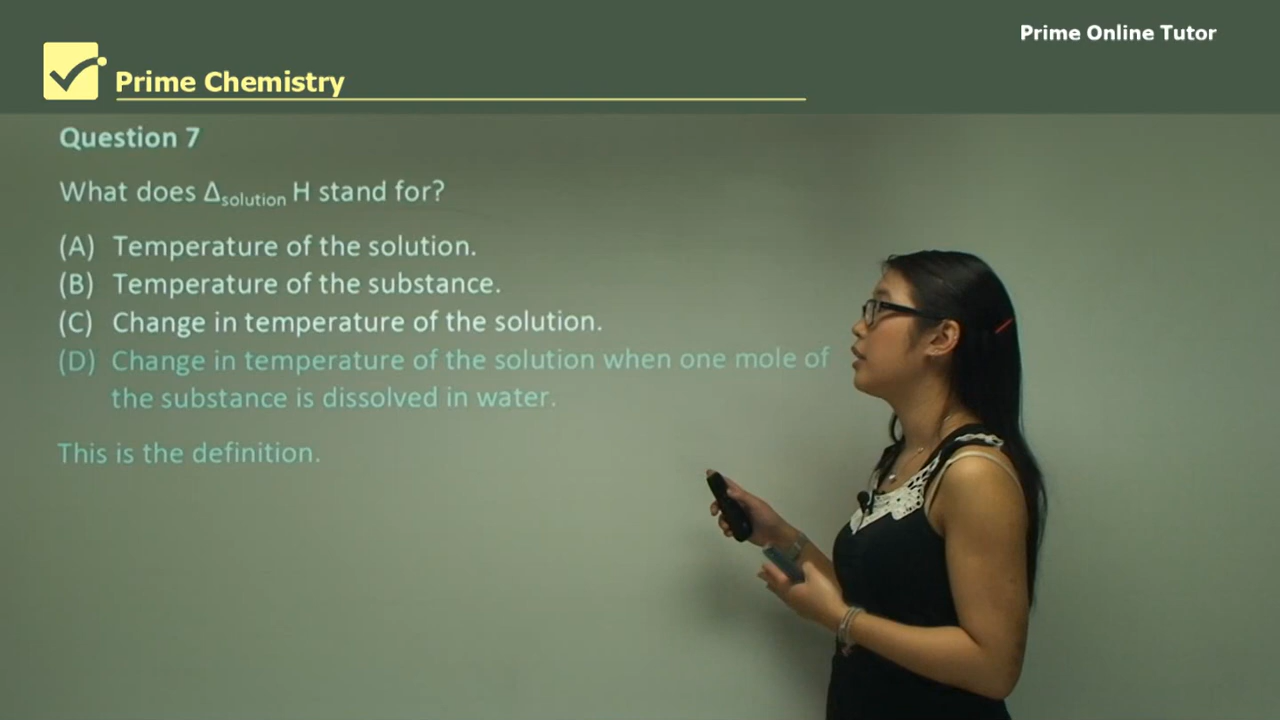 Prime Online Tutor
Prime Chemistry
Question 7
What does Δsolution H stand for?
(A) Temperature of the solution.
(B) Temperature of the substance.
(C) Change in temperature of the solution.
(D) Change in temperature of the solution when one mole of
the substance is dissolved in water.
This is the definition.